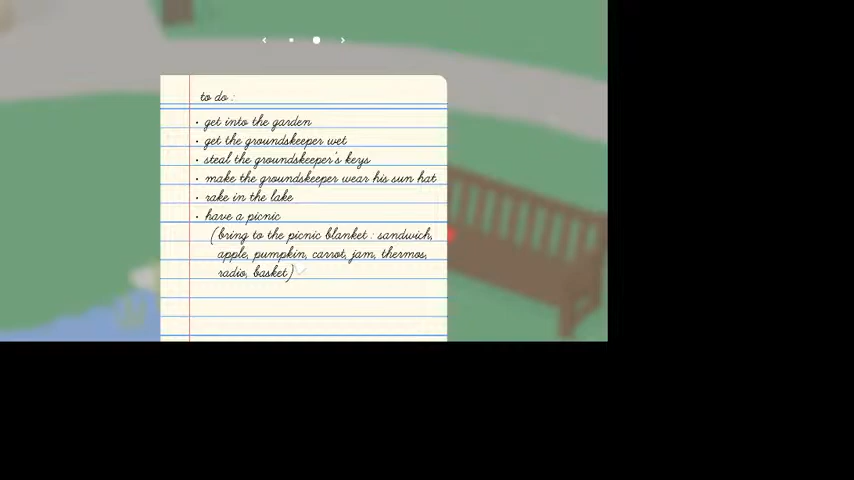 to do :
• get into the garden
• get the groundskeeper wet
• steal the groundskeeper's keys
• make the groundskeeper wear his sun hat
• rake in the lake
• have a picnic
(bring to the picnic blanket : sandwich,
apple, pumpkin, carrot, jam, thermos,
radio, basket)